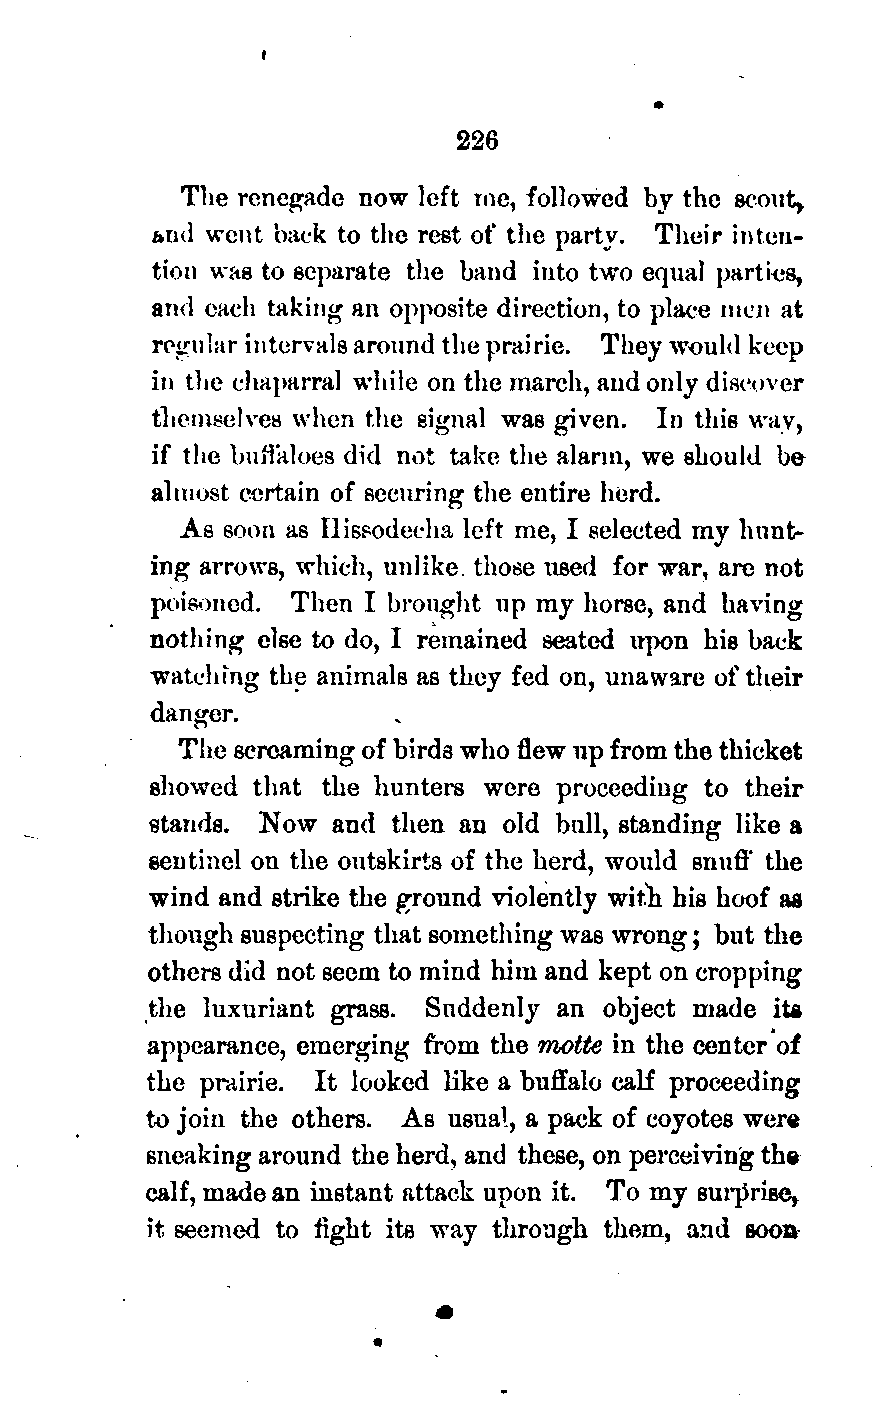 226
The renegade now left me, followed by the scout,
and went back to the rest of the party. Their inten-
tion was to separate the band into two equal parties,
and each taking an opposite direction, to place men at
regular intervals around the prairie. They would keep
in the chaparral while on the march, and only discover
themselves when the signal was given. In this way,
if the buffaloes did not take the alarm, we should be
almost certain of securing the entire herd.
As soon as Hissodecha left me, I selected my hunt-
ing arrows, which, unlike those used for war, are not
poisoned. Then I brought up my horse, and having
nothing else to do, I remained seated upon his back
watching the animals as they fed on, unaware of their
danger.
The screaming of birds who flew up from the thicket
showed that the hunters were proceeding to their
stands. Now and then an old bull, standing like a
sentinel on the outskirts of the herd, would snuff the
wind and strike the ground violently with his hoof as
though suspecting that something was wrong; but the
others did not seem to mind him and kept on cropping
the luxuriant grass. Suddenly an object made its
appearance, emerging from the motte in the center of
the prairie. It looked like a buffalo calf proceeding
to join the others. As usual, a pack of coyotes were
sneaking around the herd, and these, on perceiving the
calf, made an instant attack upon it. To my surprise,
it seemed to fight its way through them, and soon